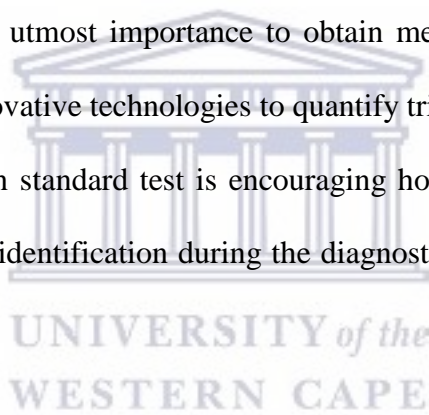 utmost importance to obtain me
ovative technologies to quantify tri
n standard test is encouraging ho
identification during the diagnost
UNIVERSITY of the
WESTERN CAPE